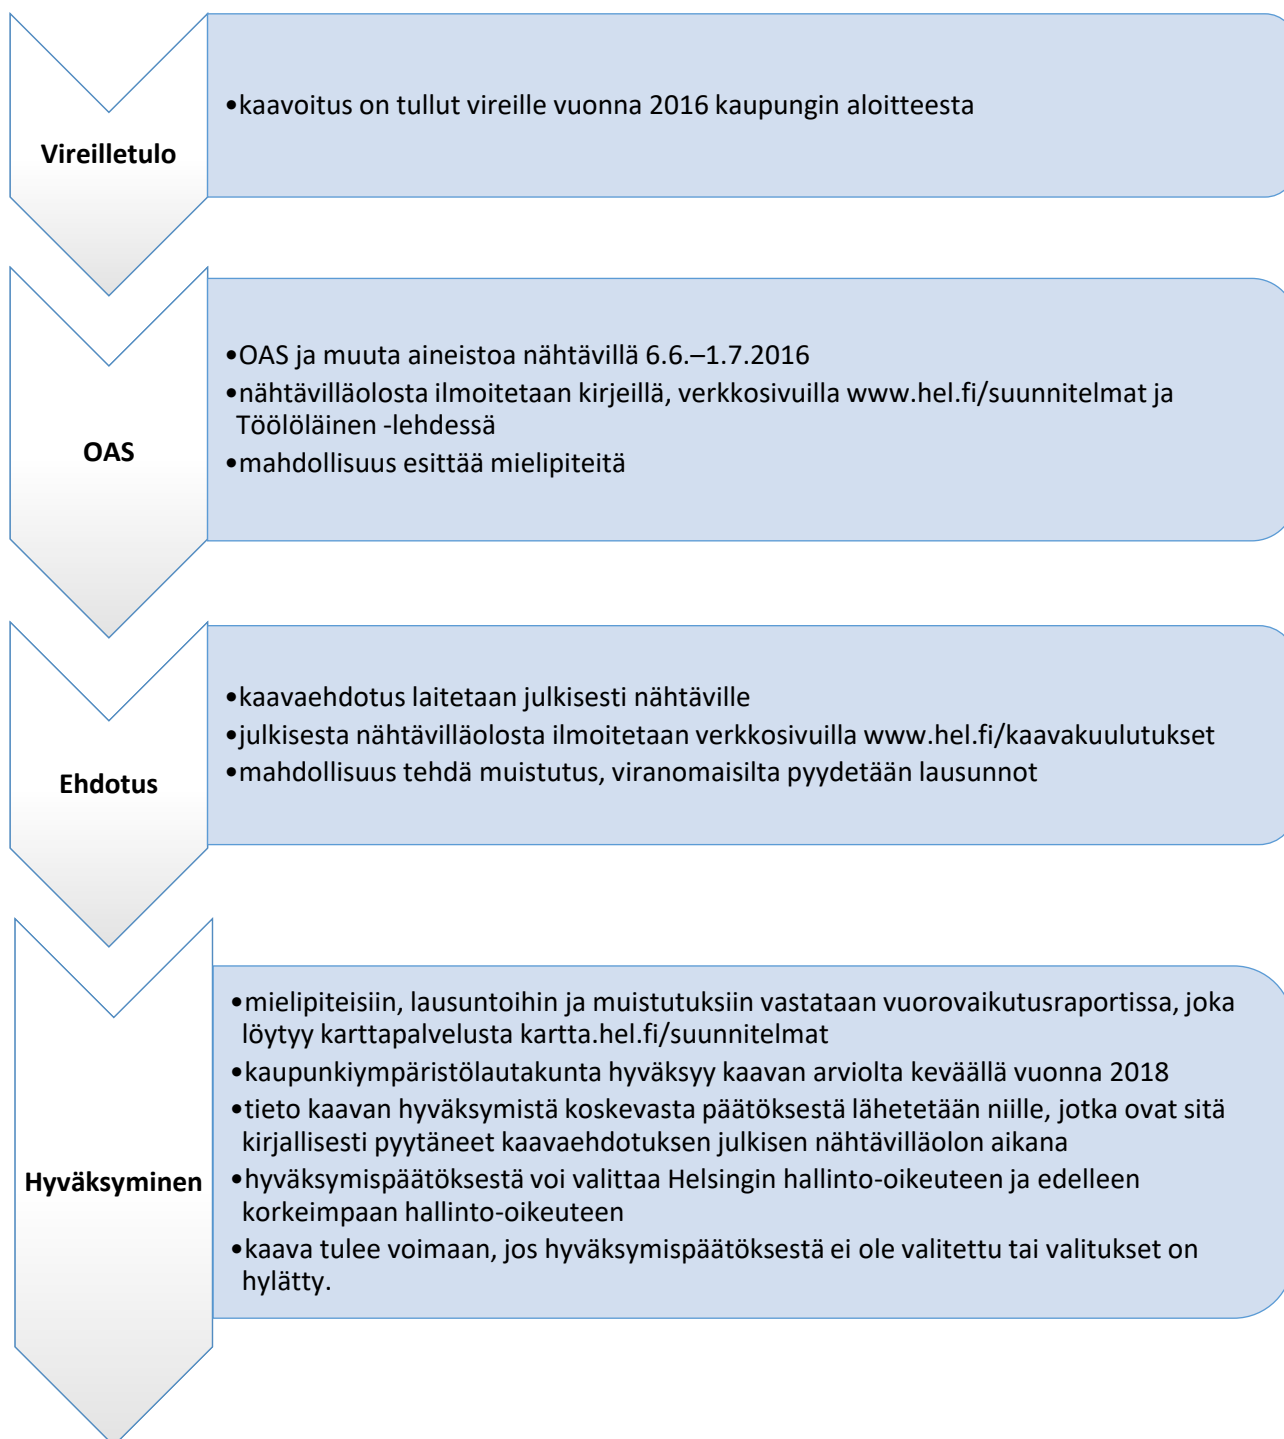 Vireilletulo
•kaavoitus on tullut vireille vuonna 2016 kaupungin aloitteesta
OAS
•OAS ja muuta aineistoa nähtävillä 6.6.–1.7.2016
•nähtävilläolosta ilmoitetaan kirjeillä, verkkosivuilla www.hel.fi/suunnitelmat ja
Töölöläinen -lehdessä
•mahdollisuus esittää mielipiteitä
Ehdotus
•kaavaehdotus laitetaan julkisesti nähtäville
•julkisesta nähtävilläolosta ilmoitetaan verkkosivuilla www.hel.fi/kaavakuulutukset
•mahdollisuus tehdä muistutus, viranomaisilta pyydetään lausunnot
Hyväksyminen
•mielipiteisiin, lausuntoihin ja muistutuksiin vastataan vuorovaikutusraportissa, joka
löytyy karttapalvelusta kartta.hel.fi/suunnitelmat
•kaupunkiympäristölautakunta hyväksyy kaavan arviolta keväällä vuonna 2018
•tieto kaavan hyväksymistä koskevasta päätöksestä lähetetään niille, jotka ovat sitä
kirjallisesti pyytäneet kaavaehdotuksen julkisen nähtävilläolon aikana
•hyväksymispäätöksestä voi valittaa Helsingin hallinto-oikeuteen ja edelleen
korkeimpaan hallinto-oikeuteen
•kaava tulee voimaan, jos hyväksymispäätöksestä ei ole valitettu tai valitukset on
hylätty.